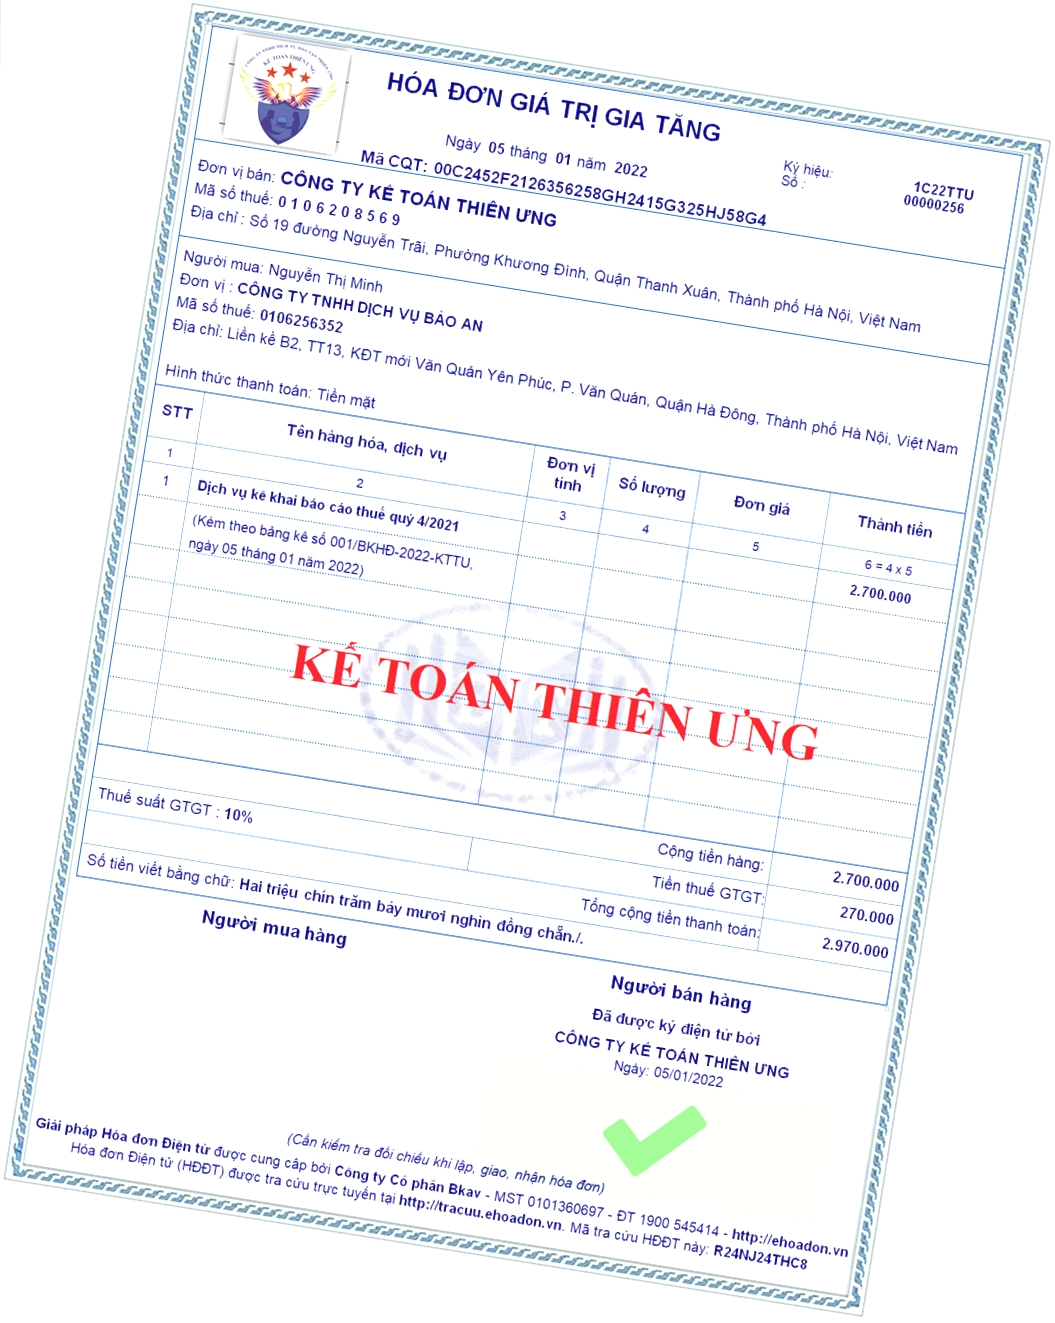 KẾ TOÁN THIÊN ƯNG
HÓA ĐƠN GIÁ TRỊ GIA TĂNG
Ngày 05 tháng 01 năm 2022
Mã CQT: 00C2452F2126356258GH2415G325HJ58G4
Ký hiệu: 1C22TTU
Số : 00000256
Đơn vị bán: CÔNG TY KẾ TOÁN THIÊN ƯNG
Mã số thuế: 0 1 0 6 2 0 8 5 6 9
Địa chỉ : Số 19 đường Nguyễn Trãi, Phường Khương Đình, Quận Thanh Xuân, Thành phố Hà Nội, Việt Nam
Người mua: Nguyễn Thị Minh
Đơn vị : CÔNG TY TNHH DỊCH VỤ BẢO AN
Mã số thuế: 0106256352
Địa chỉ: Liền kề B2, TT13, KĐT mới Văn Quán Yên Phúc, P. Văn Quán, Quận Hà Đông, Thành phố Hà Nội, Việt Nam
Hình thức thanh toán: Tiền mặt
STT Tên hàng hóa, dịch vụ Đơn vị tính Số lượng Đơn giá Thành tiền
1 2 3 4 5 6 = 4 x 5
1 Dịch vụ kê khai báo cáo thuế quý 4/2021 2.700.000
(Kèm theo bảng kê số 001/BKHĐ-2022-KTTU,
ngày 05 tháng 01 năm 2022)
KẾ TOÁN THIÊN ƯNG
Cộng tiền hàng: 2.700.000
Thuế suất GTGT : 10% Tiền thuế GTGT: 270.000
Tổng cộng tiền thanh toán: 2.970.000
Số tiền viết bằng chữ: Hai triệu chín trăm bảy mươi nghìn đồng chẵn./.
Người mua hàng
Người bán hàng
Đã được ký điện tử bởi
CÔNG TY KẾ TOÁN THIÊN ƯNG
Ngày: 05/01/2022
(Cần kiểm tra đối chiếu khi lập, giao, nhận hóa đơn)
Giải pháp Hóa đơn Điện tử được cung cấp bởi Công ty Cổ phần Bkav - MST 0101360697 - ĐT 1900 545414 - http://ehoadon.vn
Hóa đơn Điện tử (HĐĐT) được tra cứu trực tuyến tại http://tracuu.ehoadon.vn. Mã tra cứu HĐĐT này: R24NJ24THC8